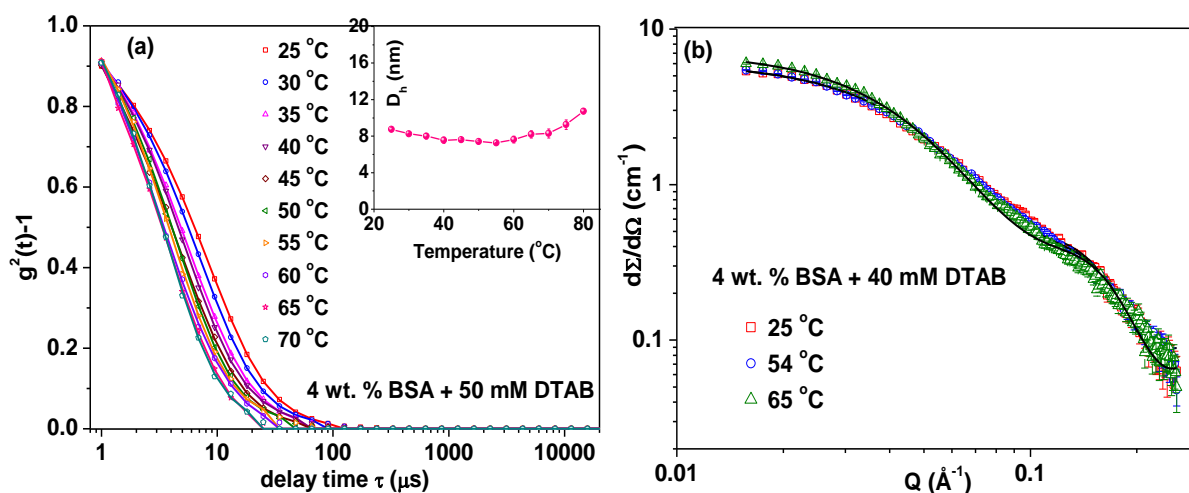 (a)
1.0
0.8
0.6
0.4
0.2
0.0
g²(t)-1
1
10
100
1000
10000
delay time τ (μs)
25 °C
30 °C
35 °C
40 °C
45 °C
50 °C
55 °C
60 °C
65 °C
70 °C
4 wt. % BSA + 50 mM DTAB
20
16
12
8
4
0
D_h (nm)
20
40
60
80
Temperature (°C)
(b)
10
1
0.1
dΣ/dΩ (cm⁻¹)
0.01
0.1
Q (Å⁻¹)
4 wt. % BSA + 40 mM DTAB
25 °C
54 °C
65 °C